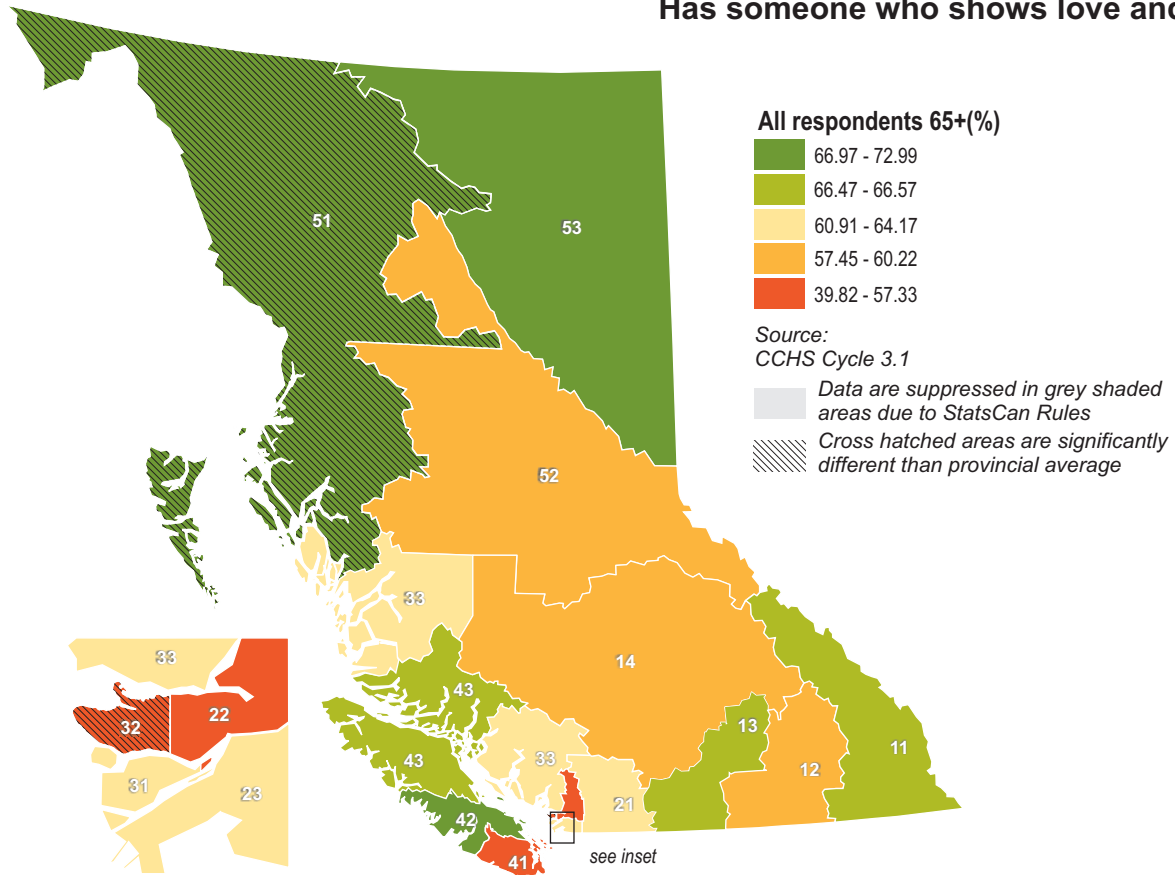 Has someone who shows love and
All respondents 65+(%)
66.97 - 72.99
66.47 - 66.57
60.91 - 64.17
57.45 - 60.22
39.82 - 57.33
Source:
CCHS Cycle 3.1
Data are suppressed in grey shaded
areas due to StatsCan Rules
Cross hatched areas are significantly
different than provincial average
51
53
52
33
14
43
13
11
12
43
33
21
42
41
see inset
33
32
22
31
23